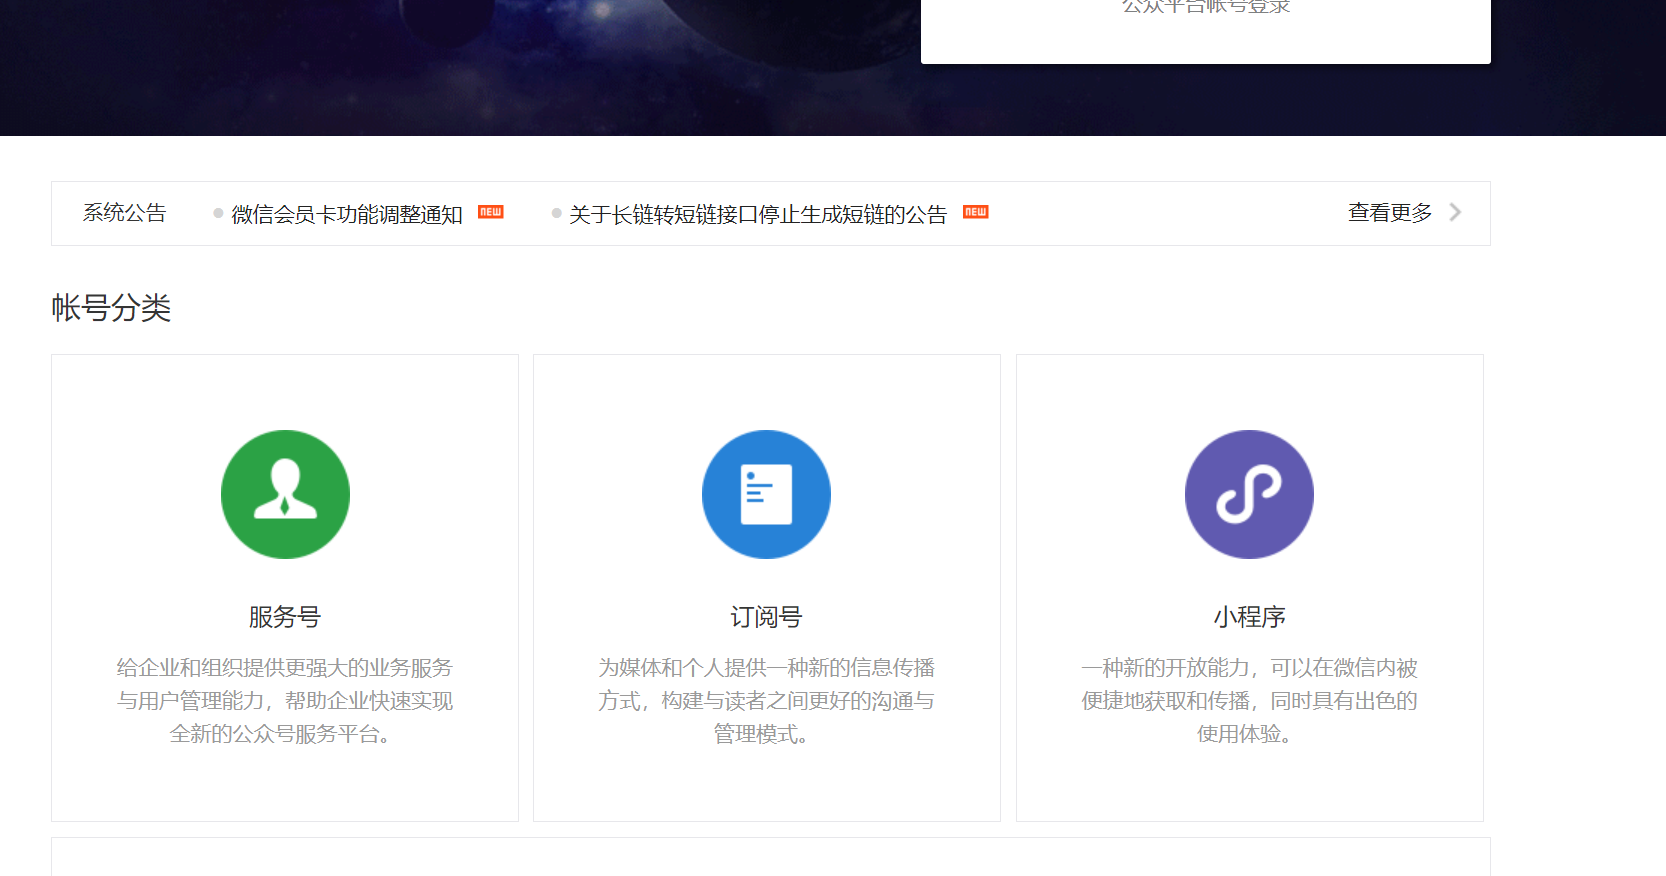 公众平台帐号登录
系统公告 微信会员卡功能调整通知 NEW 关于长链转短链接口停止生成短链的公告 NEW 查看更多
帐号分类
服务号
给企业和组织提供更强大的业务服务
与用户管理能力，帮助企业快速实现
全新的公众号服务平台。
订阅号
为媒体和个人提供一种新的信息传播
方式，构建与读者之间更好的沟通与
管理模式。
小程序
一种新的开放能力，可以在微信内被
便捷地获取和传播，同时具有出色的
使用体验。